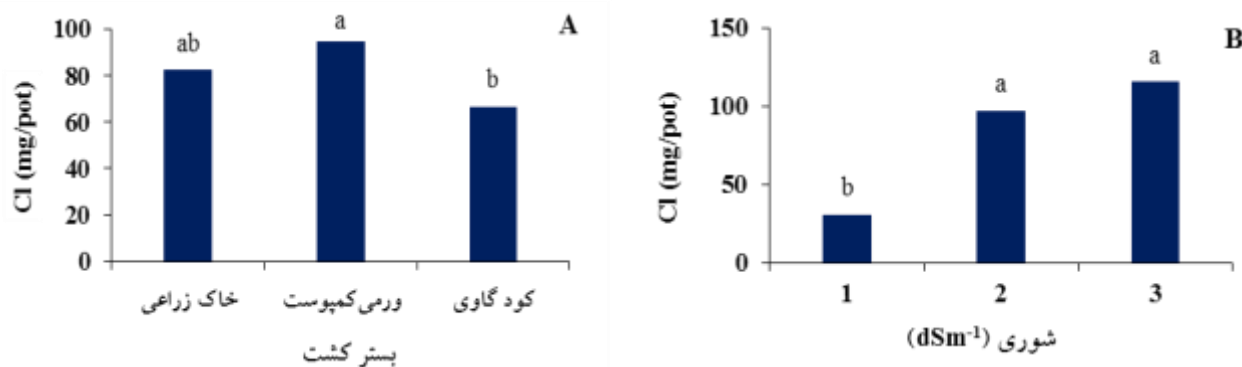 A
Cl (mg/pot)
100
80
60
40
20
0
ab
a
b
خاک زراعی
ورمی‌کمپوست
کود گاوی
بستر کشت
B
Cl (mg/pot)
150
100
50
0
b
a
a
1
2
3
شوری (dSm⁻¹)